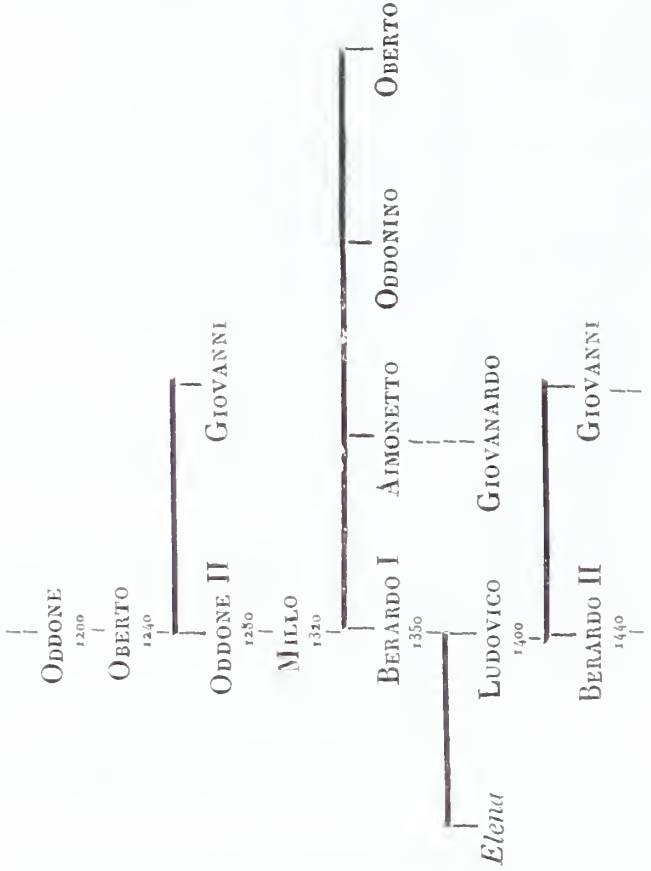 ODDONE
1200
OBERTO
1240
ODDONE II
1280
GIOVANNI
MILLO
1320
BERARDO I
1350
AIMONETTO
ODDONINO
OBERTO
Elena
LUDOVICO
1400
GIOVANARDO
BERARDO II
1440
GIOVANNI